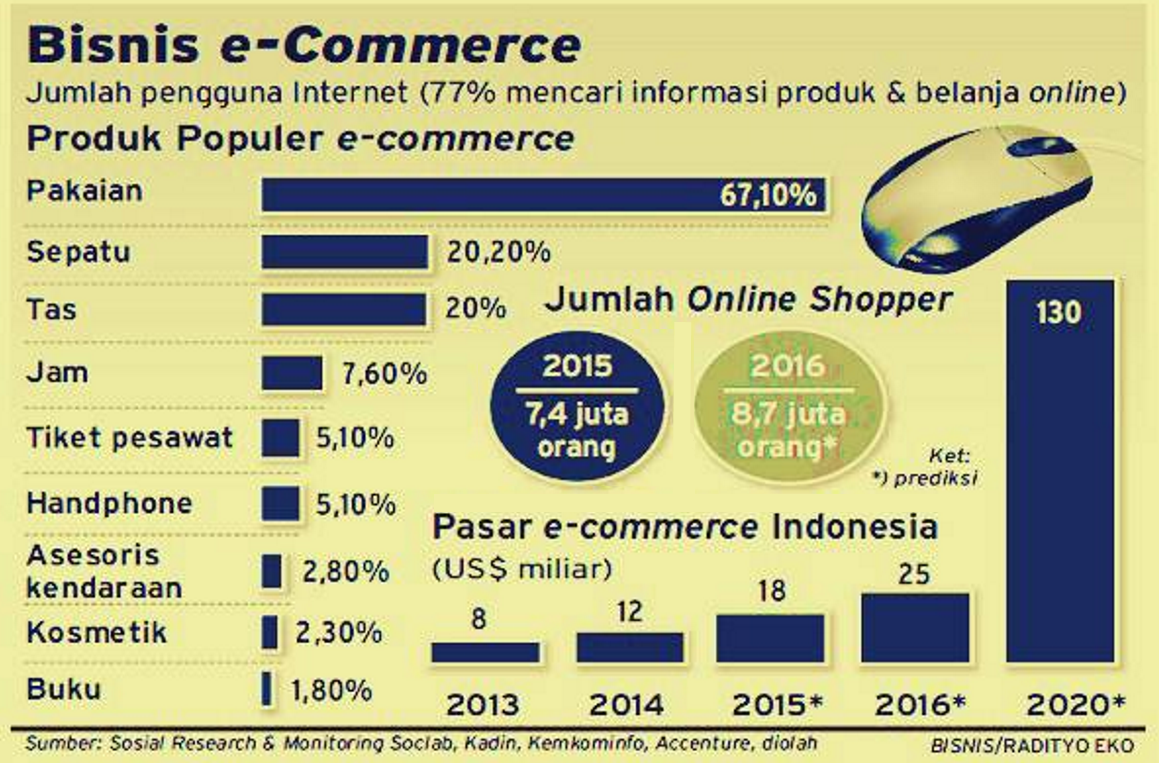 Bisnis e-Commerce
Jumlah pengguna Internet (77% mencari informasi produk & belanja online)
Produk Populer e-commerce
Pakaian 67,10%
Sepatu 20,20%
Tas 20%
Jam 7,60%
Tiket pesawat 5,10%
Handphone 5,10%
Asesoris
kendaraan 2,80%
Kosmetik 2,30%
Buku 1,80%
Jumlah Online Shopper
2015
7,4 juta
orang
2016
8,7 juta
orang*
Ket:
*) prediksi
Pasar e-commerce Indonesia
(US$ miliar)
8 12 18 25 130
2013 2014 2015* 2016* 2020*
Sumber: Sosial Research & Monitoring Soclab, Kadin, Kemkominfo, Accenture, diolah
BISNIS/RADITYO EKO